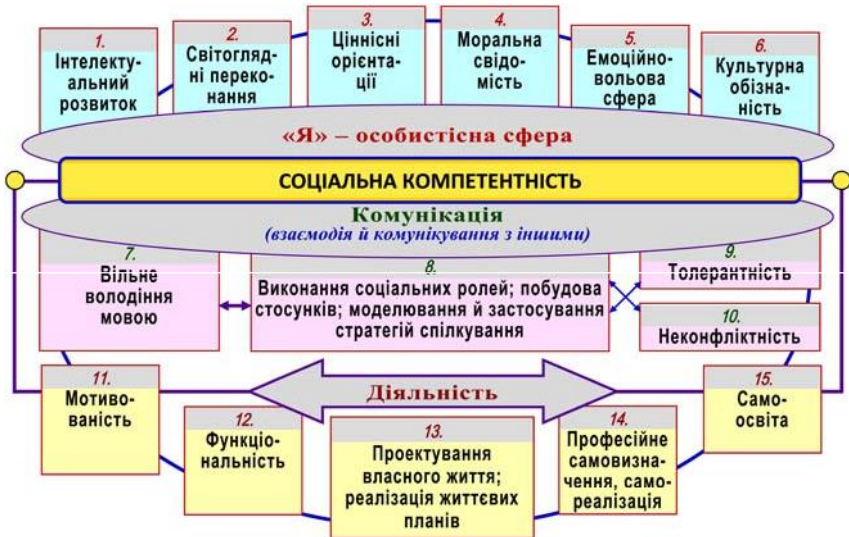 1.
Інтелекту-
альний
розвиток
2.
Світогляд-
ні переко-
нання
3.
Ціннісні
орієнта-
ції
4.
Моральна
свідо-
мість
5.
Емоційно-
вольова
сфера
6.
Культурна
обізна-
ність
«Я» – особистісна сфера
СОЦІАЛЬНА КОМПЕТЕНТНІСТЬ
Комунікація
(взаємодія й комунікування з іншими)
7.
Вільне
володіння
мовою
8.
Виконання соціальних ролей; побудова
стосунків; моделювання й застосування
стратегій спілкування
9.
Толерантність
10.
Неконфліктність
Діяльність
11.
Мотиво-
ваність
12.
Функціо-
нальність
13.
Проектування
власного життя;
реалізація життєвих
планів
14.
Професійне
самовизна-
чення, само-
реалізація
15.
Само-
освіта